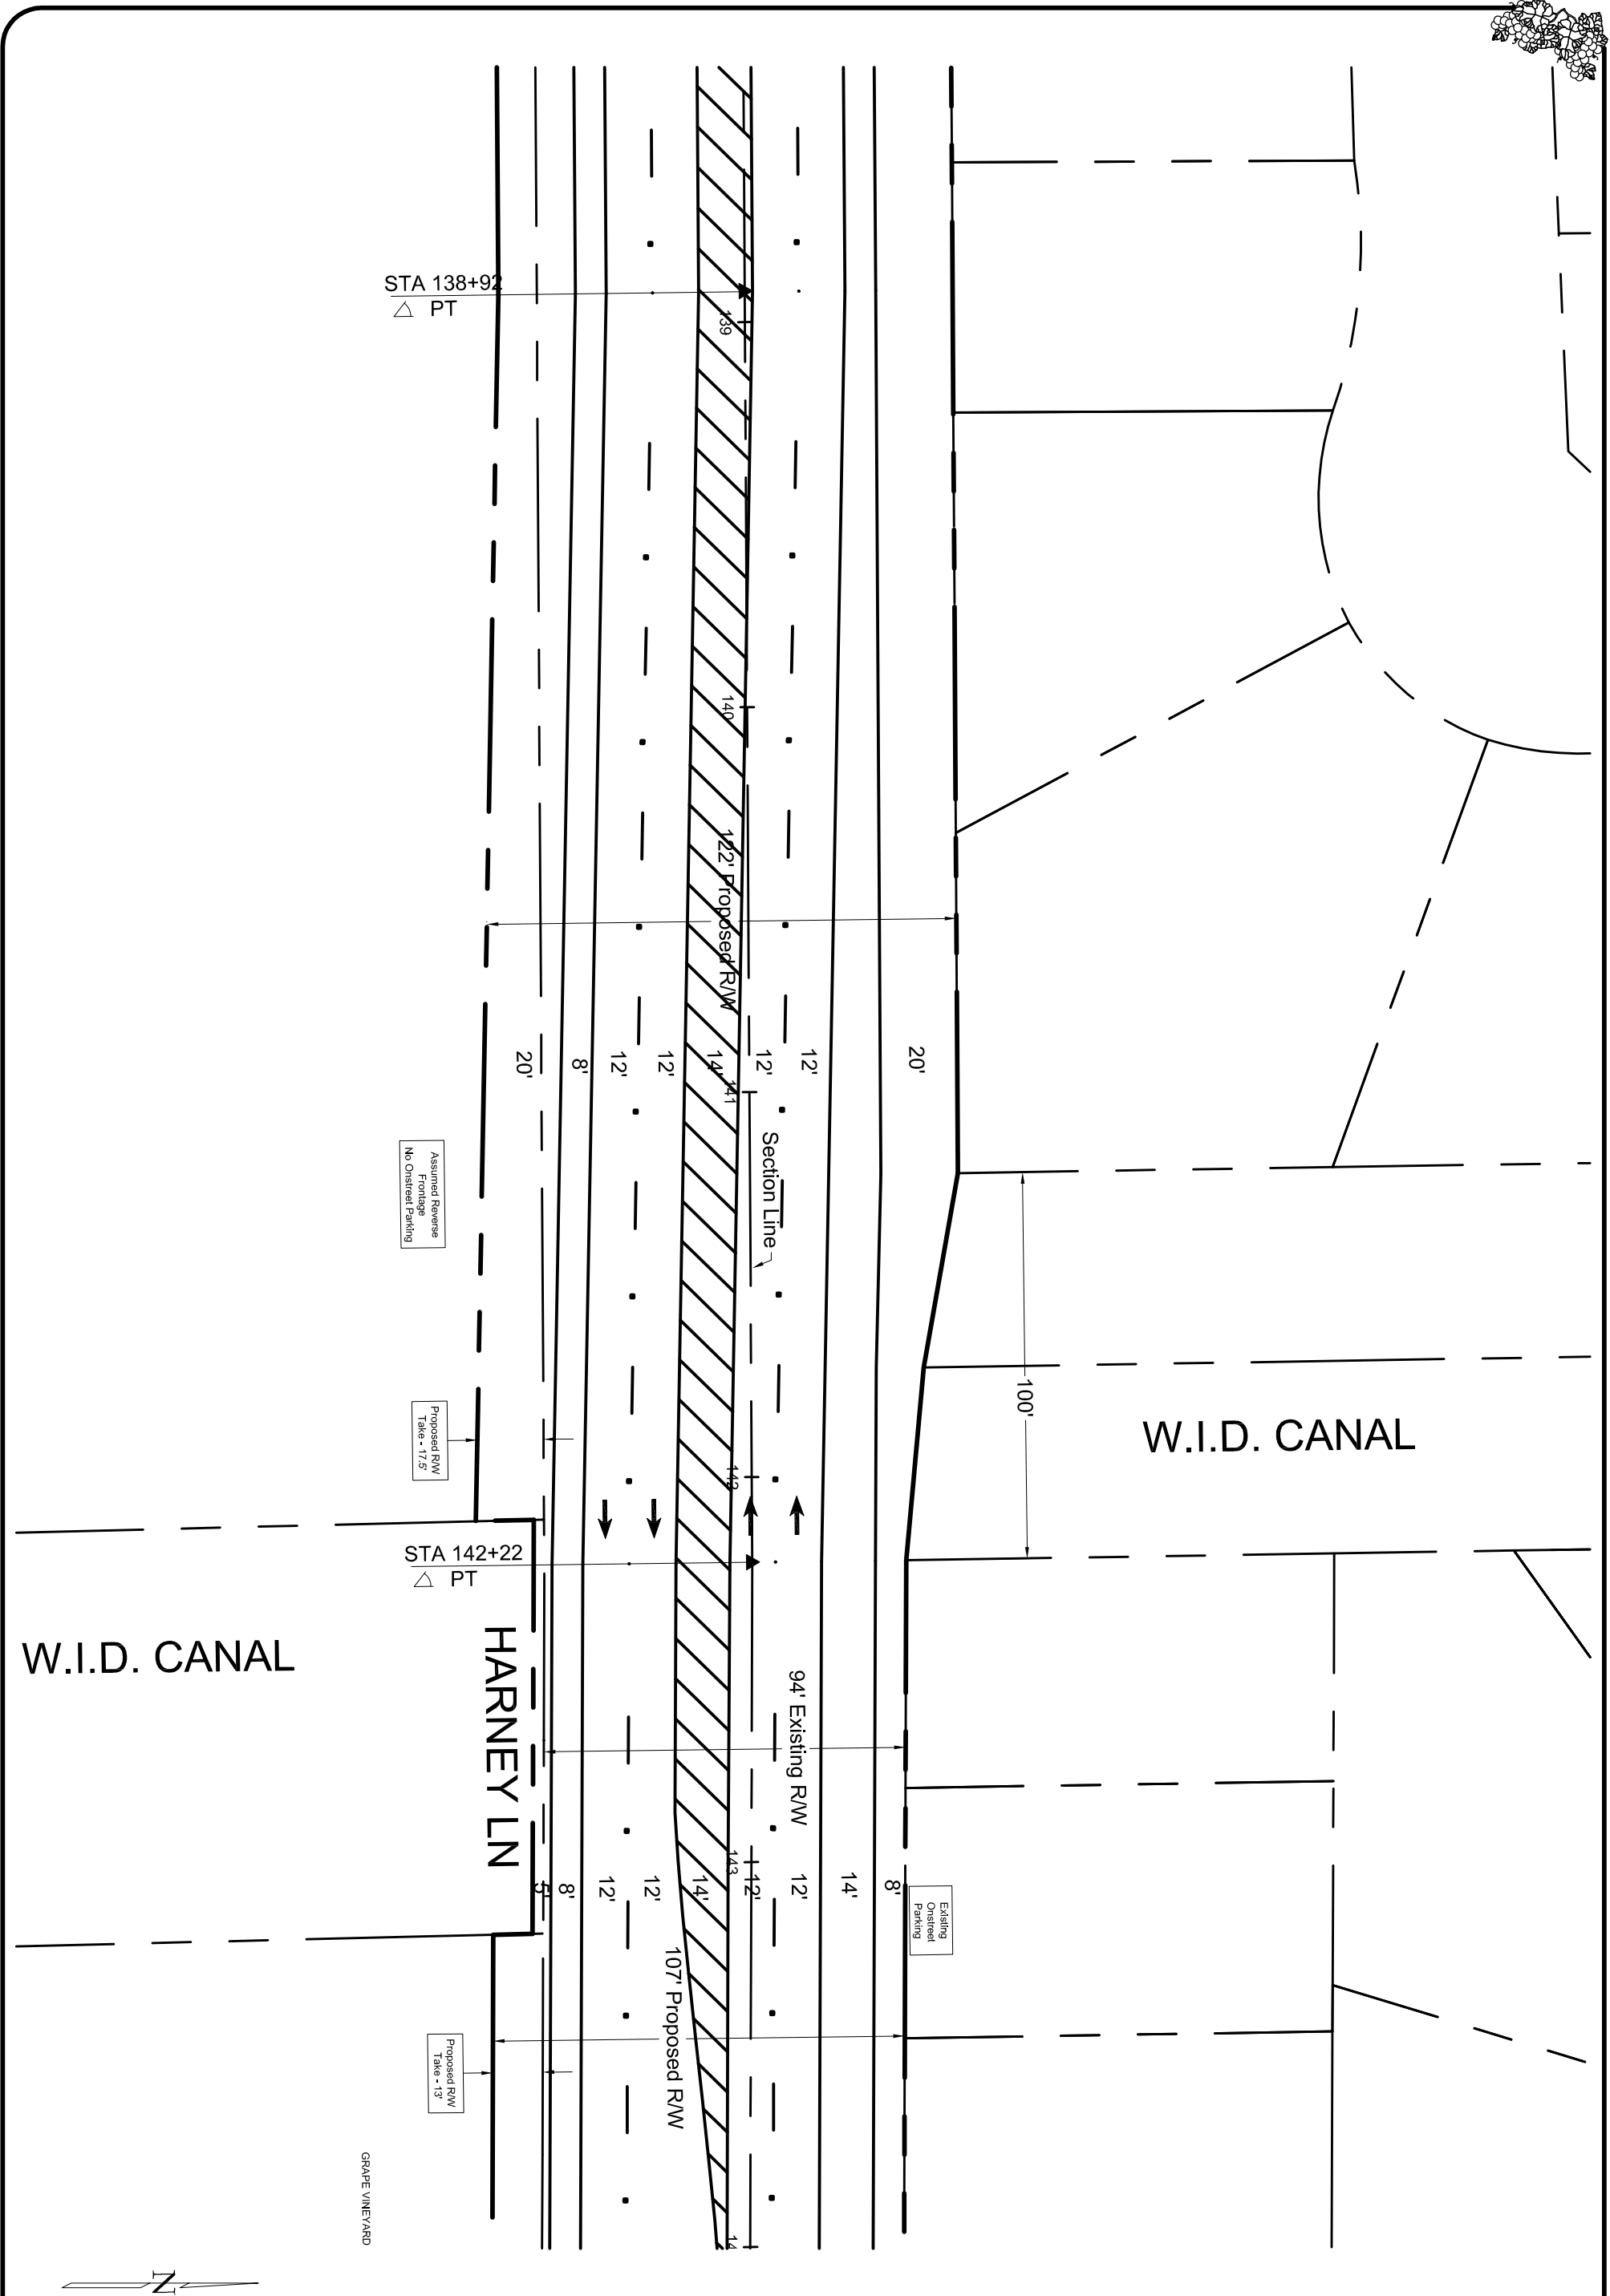 STA 138+92
PT
139
140
122' Proposed R/W
20'
8'
12'
12'
14'
12'
12'
20'
141
Section Line
Assumed Reverse
Frontage
No Onstreet Parking
100'
W.I.D. CANAL
Proposed R/W
Take - 17.5'
142
STA 142+22
PT
W.I.D. CANAL
HARNEY LN
94' Existing R/W
143
5'
8'
12'
12'
14'
12'
12'
14'
8'
Existing
Onstreet
Parking
107' Proposed R/W
Proposed R/W
Take - 13'
GRAPE VINEYARD
N